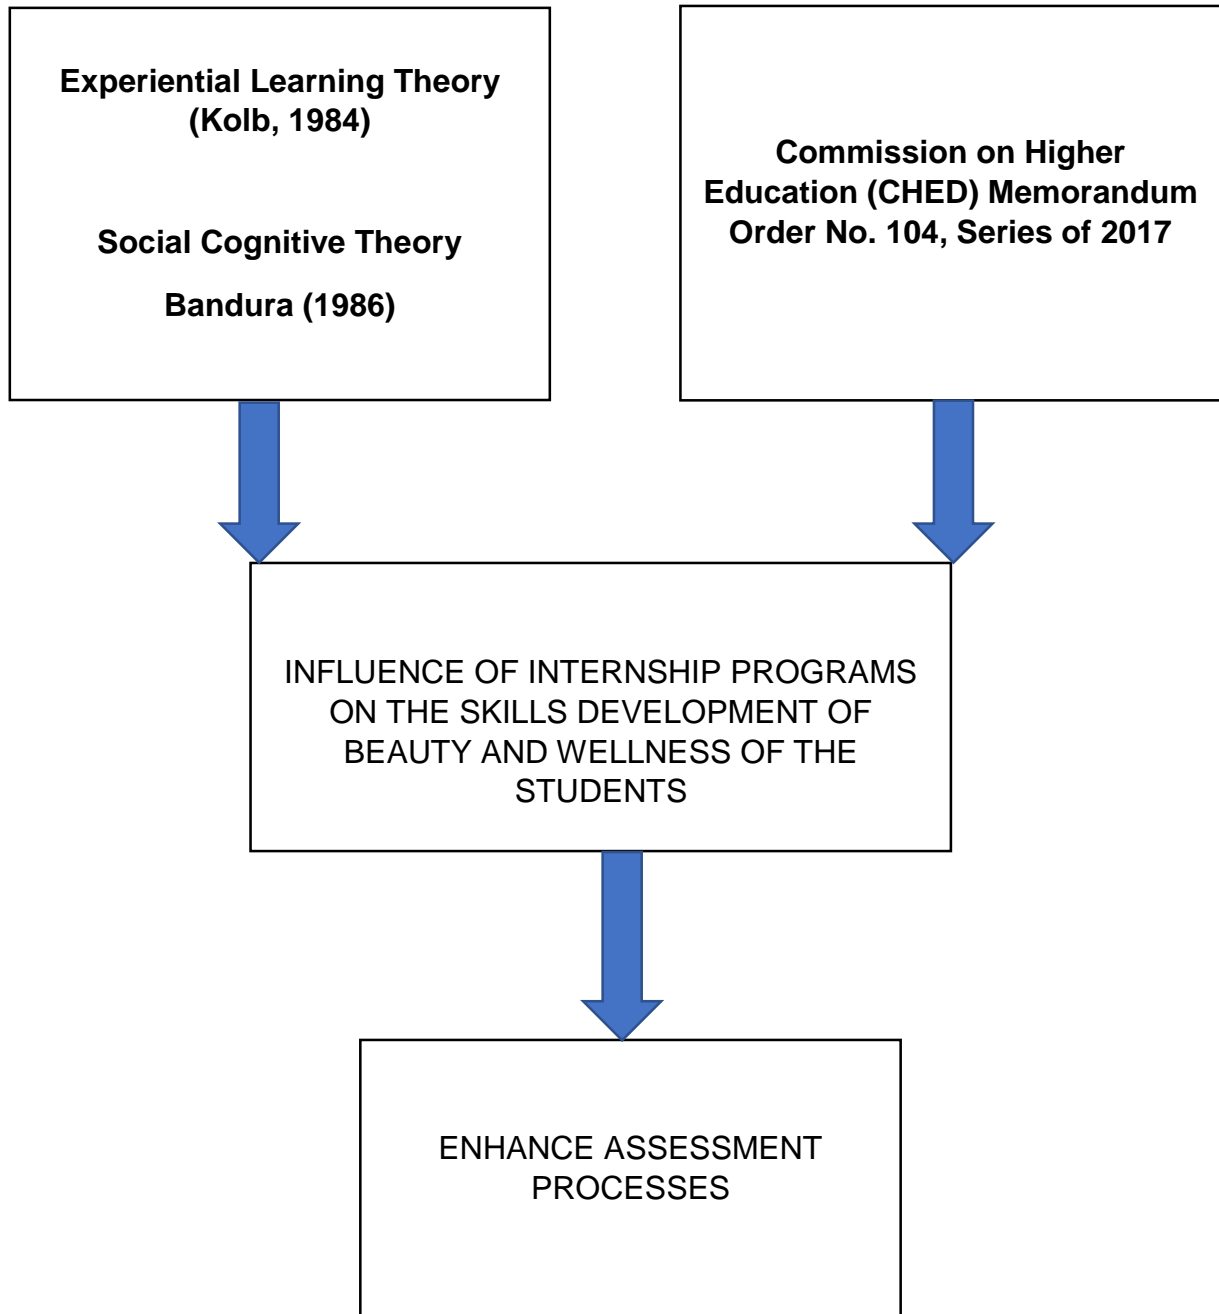 Experiential Learning Theory
(Kolb, 1984)
Social Cognitive Theory
Bandura (1986)
Commission on Higher
Education (CHED) Memorandum
Order No. 104, Series of 2017
INFLUENCE OF INTERNSHIP PROGRAMS
ON THE SKILLS DEVELOPMENT OF
BEAUTY AND WELLNESS OF THE
STUDENTS
ENHANCE ASSESSMENT
PROCESSES